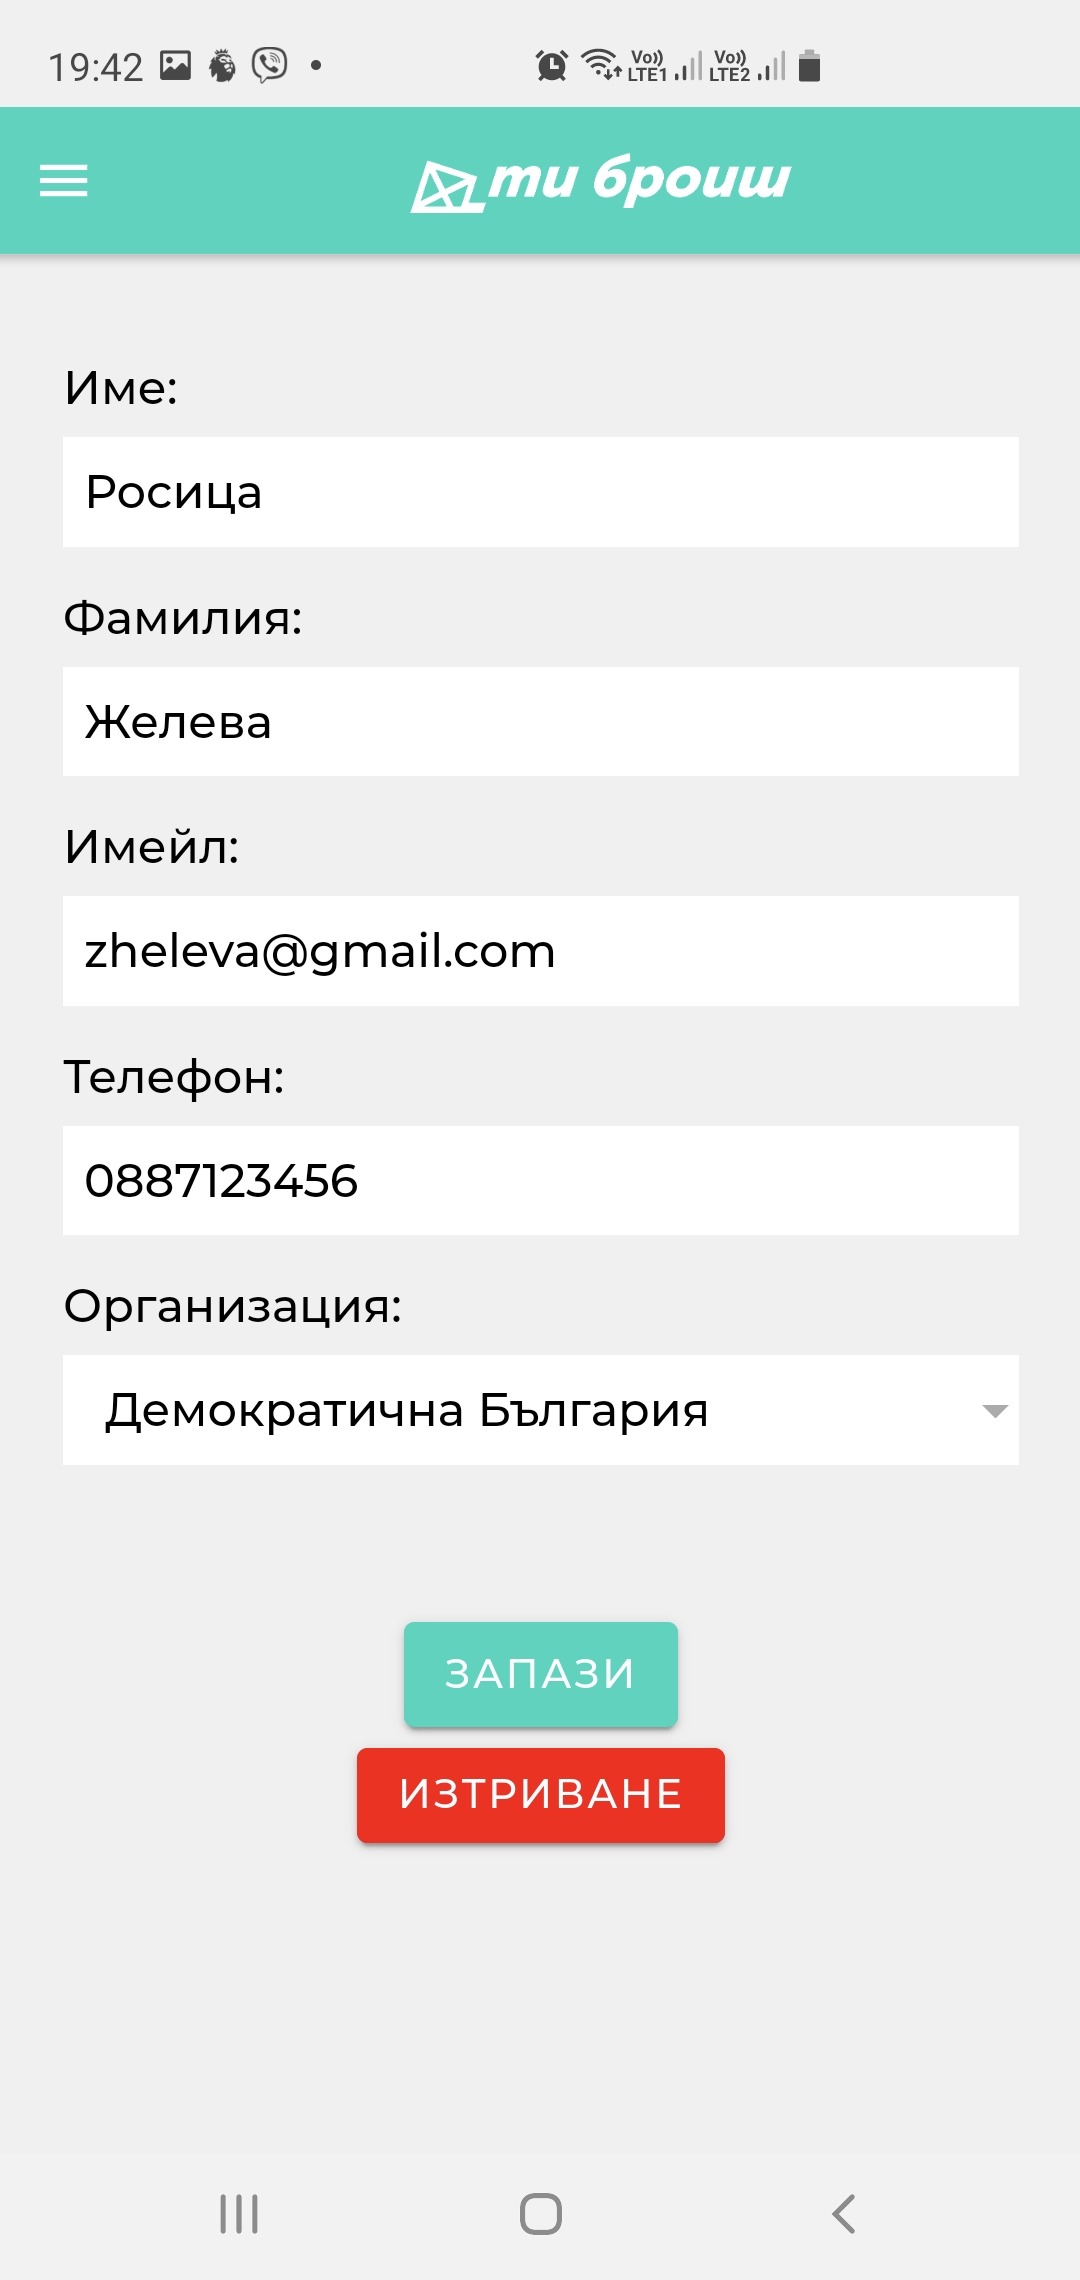 19:42 Vo)) LTE1 Vo)) LTE2
ти броиш
Име:
Росица
Фамилия:
Желева
Имейл:
zheleva@gmail.com
Телефон:
0887123456
Организация:
Демократична България
ЗАПАЗИ
ИЗТРИВАНЕ